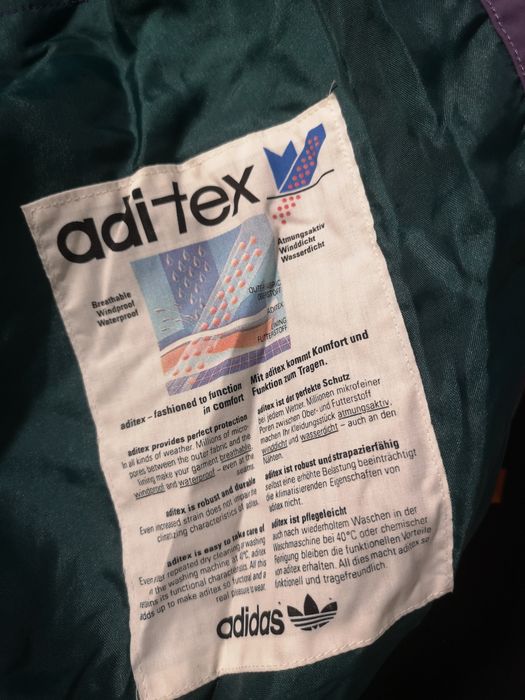 aditex
Breathable
Windproof
Waterproof
Atmungsaktiv
Winddicht
Wasserdicht
OUTER FABRIC
OBERSTOFF
ADITEX
LINING
FUTTERSTOFF
aditex – fashioned to function
in comfort
aditex provides perfect protection
in all kinds of weather. Millions of micro-
pores between the outer fabric and the
lining make your garment breathable,
windproof and waterproof – even at the
seams.
aditex is robust and durable
Even increased strain does not impair the
climatizing characteristics of aditex.
aditex is easy to take care of
Even after repeated dry cleaning or washing
in the washing machine at 40°C, aditex
retains its functional characteristics. All this
adds up to make aditex so functional and a
real pleasure to wear.
Mit aditex kommt Komfort und
Funktion zum Tragen.
aditex ist der perfekte Schutz
bei jedem Wetter. Millionen mikrofeiner
Poren zwischen Ober- und Futterstoff
machen Ihr Kleidungsstück atmungsaktiv,
winddicht und wasserdicht – auch an den
Nähten.
aditex ist robust und strapazierfähig
selbst eine erhöhte Belastung beeinträchtigt
die klimatisierenden Eigenschaften von
aditex nicht.
aditex ist pflegeleicht
auch nach wiederholtem Waschen in der
Waschmaschine bei 40°C oder chemischer
Reinigung bleiben die funktionellen Vorteile
von aditex erhalten. All dies macht aditex so
funktionell und tragefreundlich.
adidas